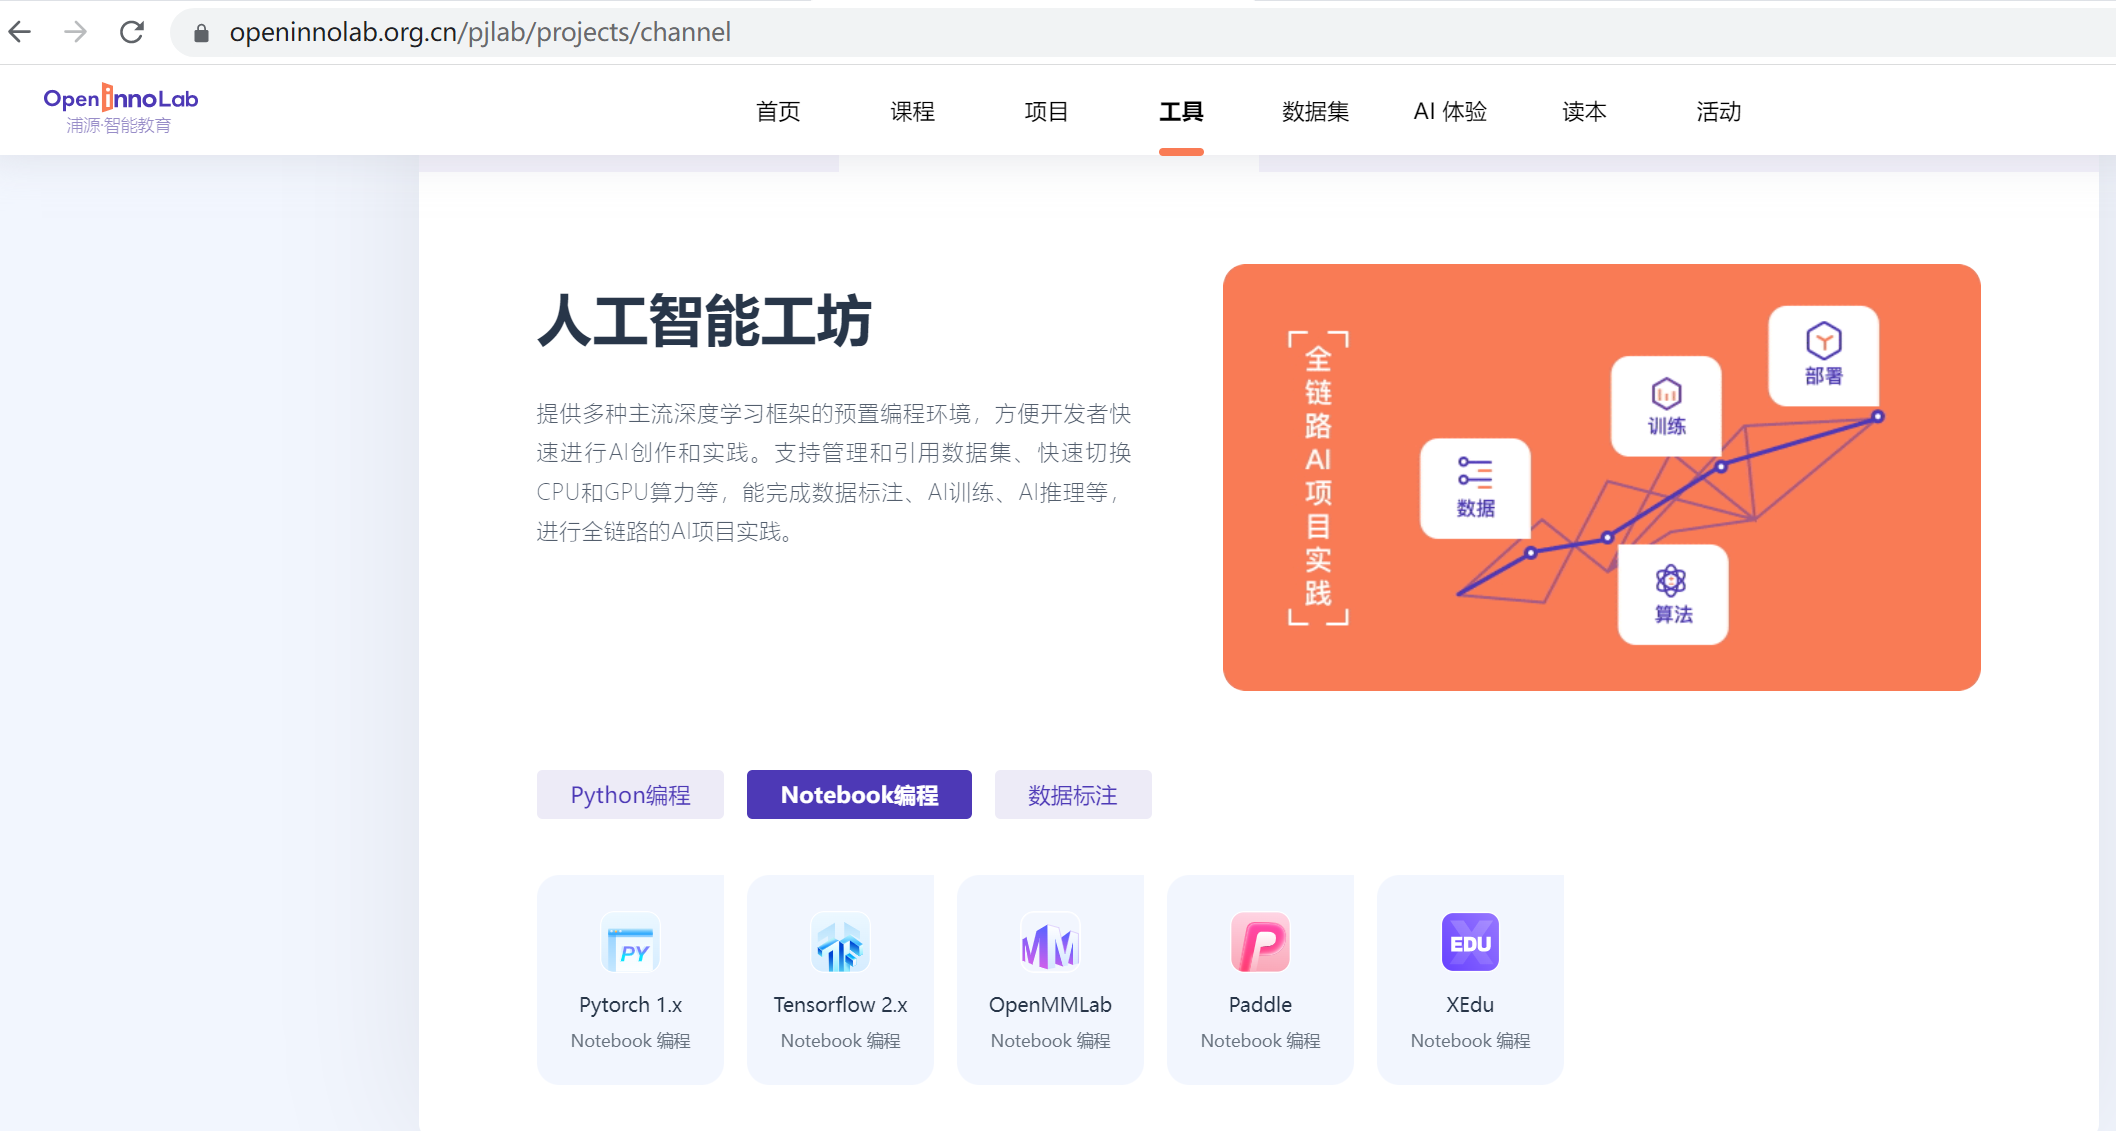 openinnolab.org.cn/pjlab/projects/channel
OpenInnoLab
浦源·智能教育
首页
课程
项目
工具
数据集
AI 体验
读本
活动
人工智能工坊
提供多种主流深度学习框架的预置编程环境，方便开发者快
速进行AI创作和实践。支持管理和引用数据集、快速切换
CPU和GPU算力等，能完成数据标注、AI训练、AI推理等，
进行全链路的AI项目实践。
全链路AI项目实践
数据
训练
部署
算法
Python编程
Notebook编程
数据标注
PY
Pytorch 1.x
Notebook 编程
Tensorflow 2.x
Notebook 编程
OpenMMLab
Notebook 编程
Paddle
Notebook 编程
EDU
XEdu
Notebook 编程